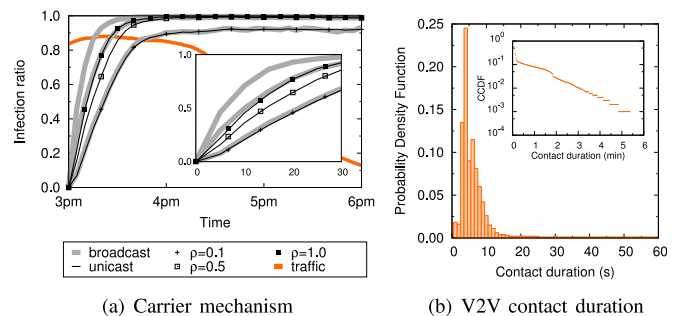 Infection ratio
1.0
0.8
0.6
0.4
0.2
0.0
3pm 4pm 5pm 6pm
Time
1.0
0.5
0.0
0 10 20 30
broadcast ρ=0.1 ρ=1.0
unicast ρ=0.5 traffic
(a) Carrier mechanism
Probability Density Function
0.25
0.20
0.15
0.10
0.05
0.00
0 10 20 30 40 50 60
Contact duration (s)
CCDF
10^0
10^-1
10^-2
10^-3
10^-4
0 1 2 3 4 5 6
Contact duration (min)
(b) V2V contact duration